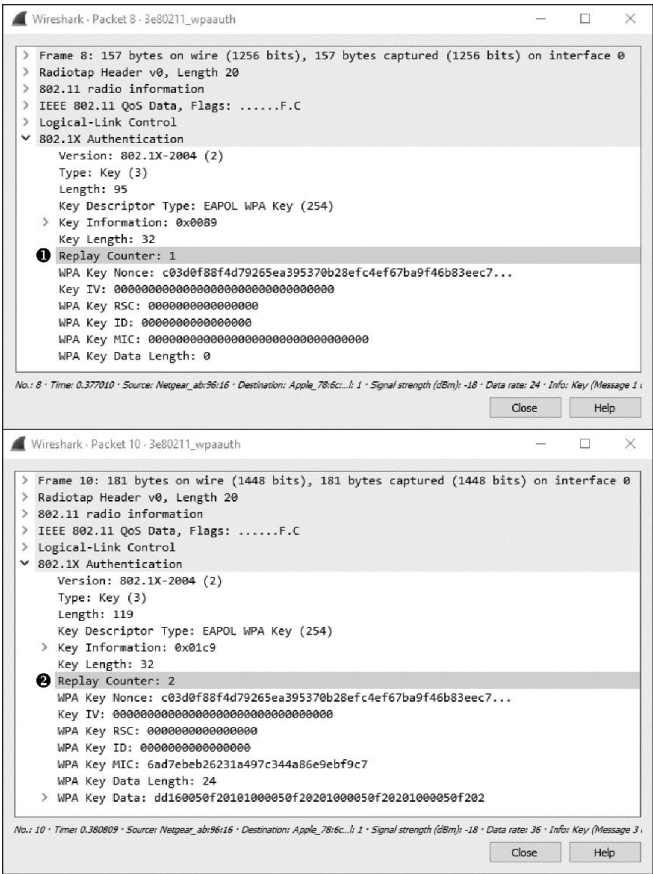 Wireshark · Packet 8 · 3e80211_wpaauth
> Frame 8: 157 bytes on wire (1256 bits), 157 bytes captured (1256 bits) on interface 0
> Radiotap Header v0, Length 20
> 802.11 radio information
> IEEE 802.11 QoS Data, Flags: ......F.C
> Logical-Link Control
802.1X Authentication
Version: 802.1X-2004 (2)
Type: Key (3)
Length: 95
Key Descriptor Type: EAPOL WPA Key (254)
> Key Information: 0x0089
Key Length: 32
❶ Replay Counter: 1
WPA Key Nonce: c03d0f88f4d79265ea395370b28efc4ef67ba9f46b83eec7...
Key IV: 00000000000000000000000000000000
WPA Key RSC: 0000000000000000
WPA Key ID: 0000000000000000
WPA Key MIC: 00000000000000000000000000000000
WPA Key Data Length: 0
No.: 8 · Time: 0.377010 · Source: Netgear_ab:96:16 · Destination: Apple_78:6c:...l: 1 · Signal strength (dBm): -18 · Data rate: 24 · Info: Key (Message 1
Close Help
Wireshark · Packet 10 · 3e80211_wpaauth
> Frame 10: 181 bytes on wire (1448 bits), 181 bytes captured (1448 bits) on interface 0
> Radiotap Header v0, Length 20
> 802.11 radio information
> IEEE 802.11 QoS Data, Flags: ......F.C
> Logical-Link Control
802.1X Authentication
Version: 802.1X-2004 (2)
Type: Key (3)
Length: 119
Key Descriptor Type: EAPOL WPA Key (254)
> Key Information: 0x01c9
Key Length: 32
❷ Replay Counter: 2
WPA Key Nonce: c03d0f88f4d79265ea395370b28efc4ef67ba9f46b83eec7...
Key IV: 00000000000000000000000000000000
WPA Key RSC: 0000000000000000
WPA Key ID: 0000000000000000
WPA Key MIC: 6ad7ebeb26231a497c344a86e9ebf9c7
WPA Key Data Length: 24
> WPA Key Data: dd160050f20101000050f20201000050f20201000050f202
No.: 10 · Time: 0.380809 · Source: Netgear_ab:96:16 · Destination: Apple_78:6c:...l: 1 · Signal strength (dBm): -18 · Data rate: 36 · Info: Key (Message 3
Close Help